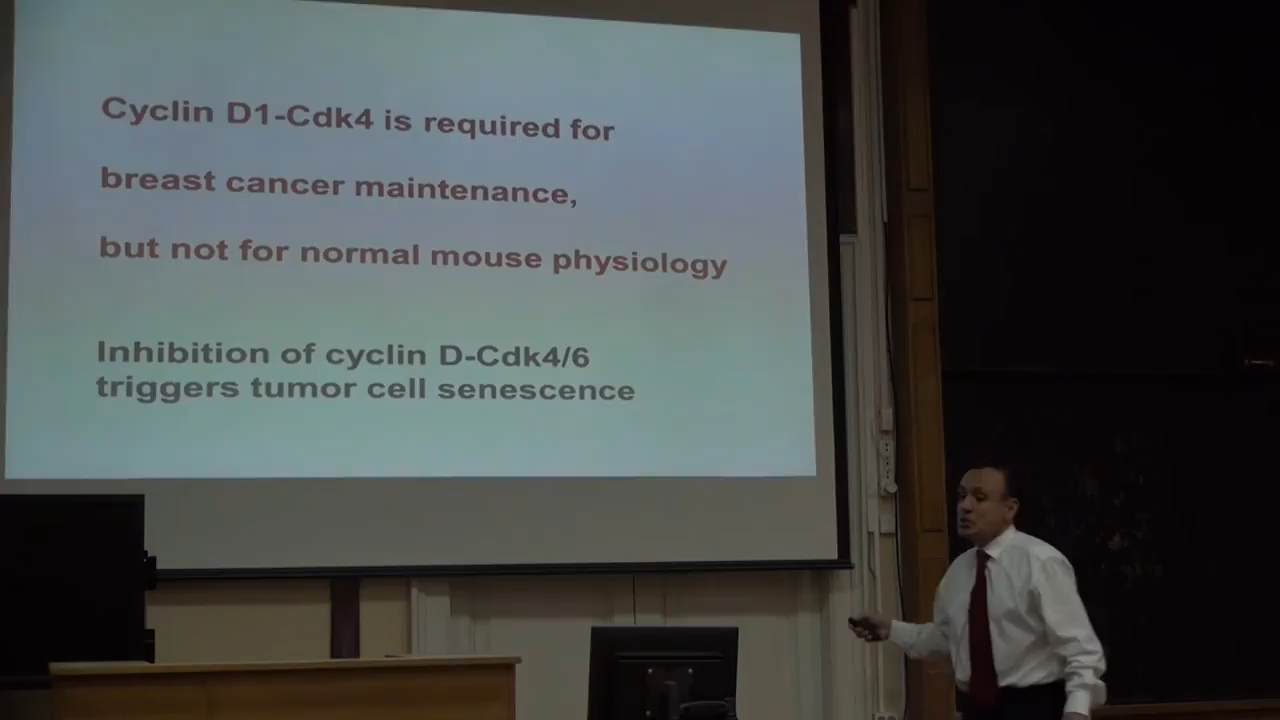 Cyclin D1-Cdk4 is required for
breast cancer maintenance,
but not for normal mouse physiology
Inhibition of cyclin D-Cdk4/6
triggers tumor cell senescence